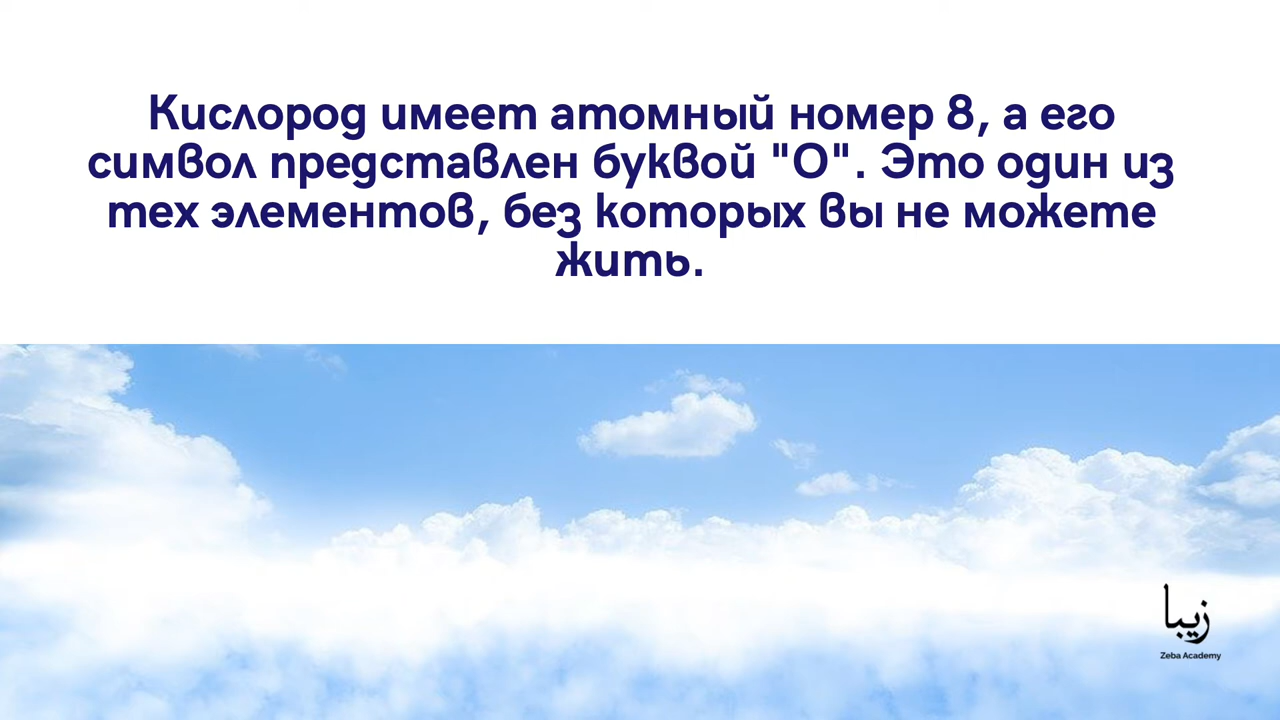 Кислород имеет атомный номер 8, а его
символ представлен буквой "О". Это один из
тех элементов, без которых вы не можете
жить.
زیبا
Zeba Academy